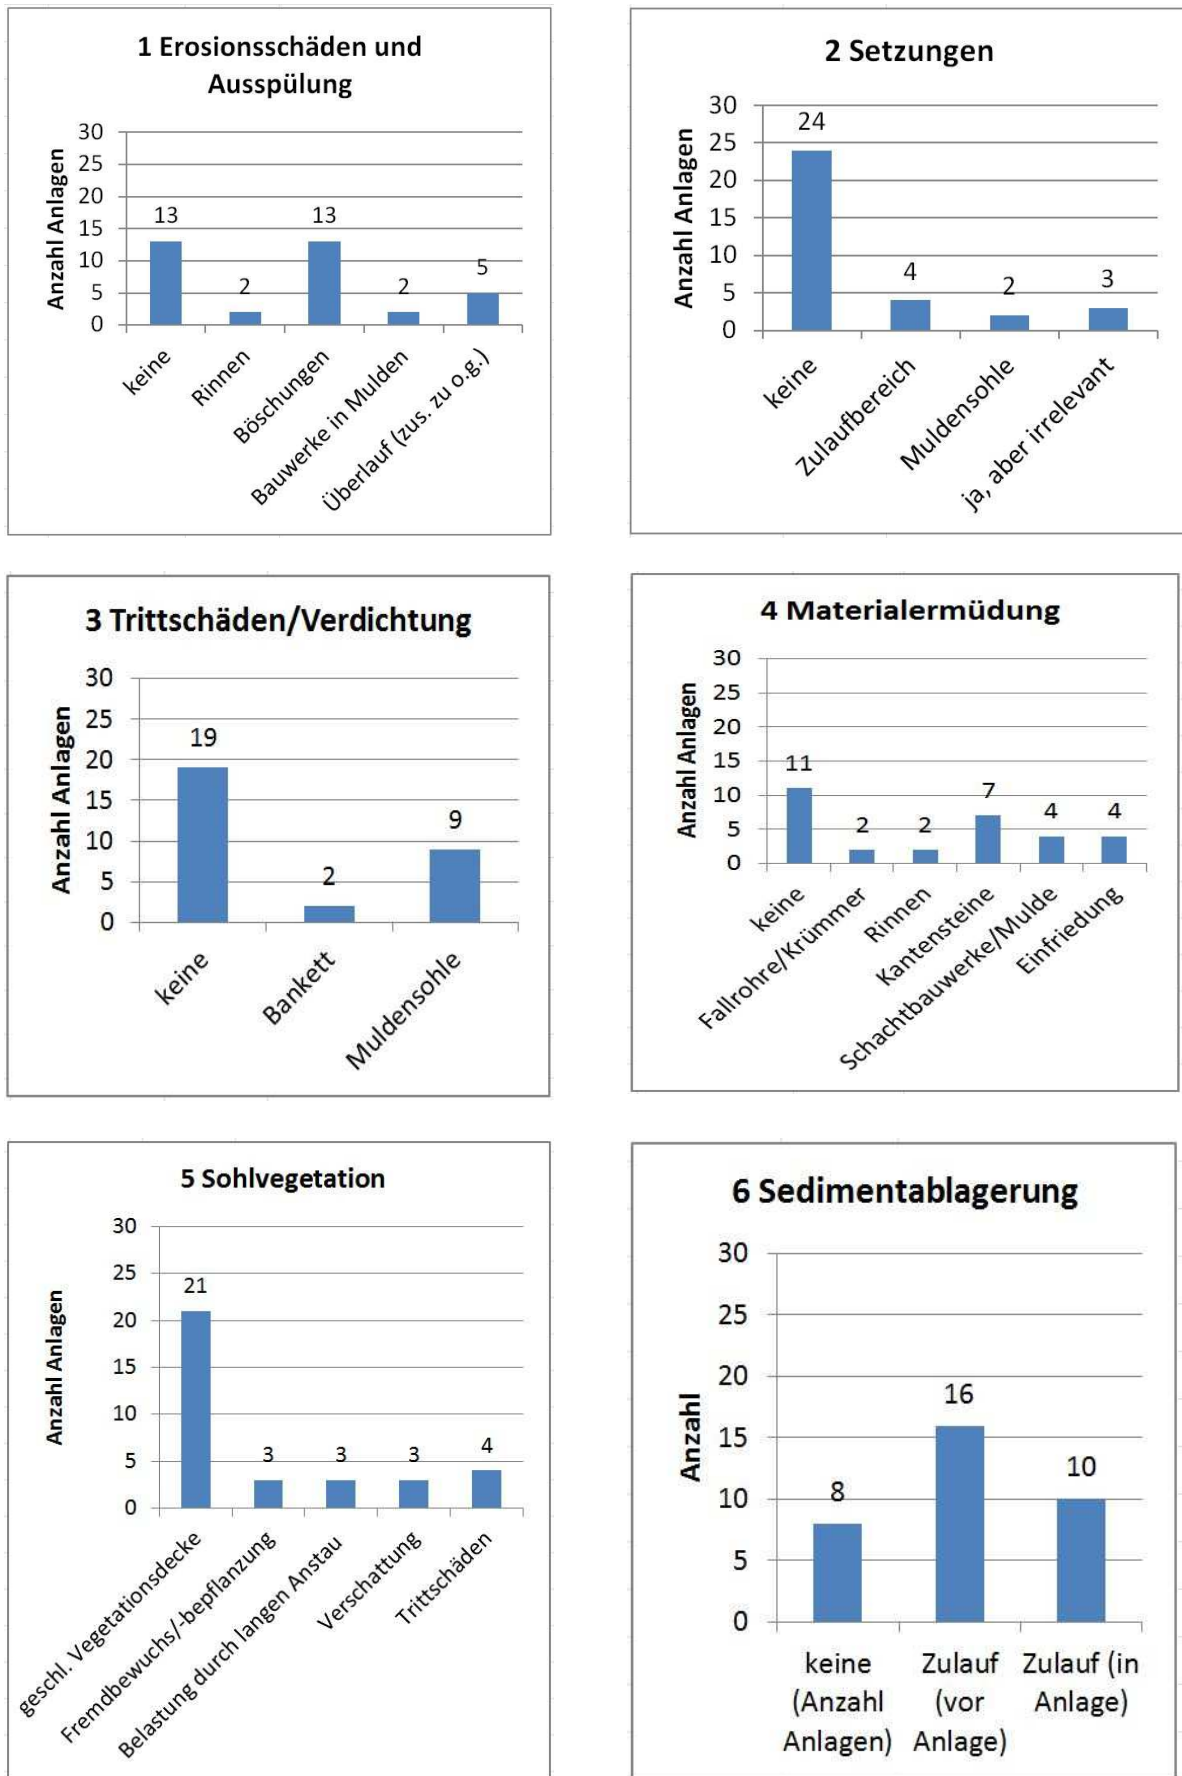 1 Erosionsschäden und
Ausspülung
Anzahl Anlagen
30
25
20
15
10
5
0
13
2
13
2
5
keine
Rinnen
Böschungen
Bauwerke in Mulden
Überlauf (zus. zu o.g.)
2 Setzungen
Anzahl Anlagen
30
25
20
15
10
5
0
24
4
2
3
keine
Zulaufbereich
Muldensohle
ja, aber irrelevant
3 Trittschäden/Verdichtung
Anzahl Anlagen
30
25
20
15
10
5
0
19
2
9
keine
Bankett
Muldensohle
4 Materialermüdung
Anzahl Anlagen
30
25
20
15
10
5
0
11
2
2
7
4
4
keine
Fallrohre/Krümmer
Rinnen
Kantensteine
Schachtbauwerke/Mulde
Einfriedung
5 Sohlvegetation
Anzahl Anlagen
30
25
20
15
10
5
0
21
3
3
3
4
geschl. Vegetationsdecke
Fremdbewuchs/-bepflanzung
Belastung durch langen Anstau
Verschattung
Trittschäden
6 Sedimentablagerung
Anzahl
30
25
20
15
10
5
0
8
16
10
keine
(Anzahl
Anlagen)
Zulauf
(vor
Anlage)
Zulauf (in
Anlage)